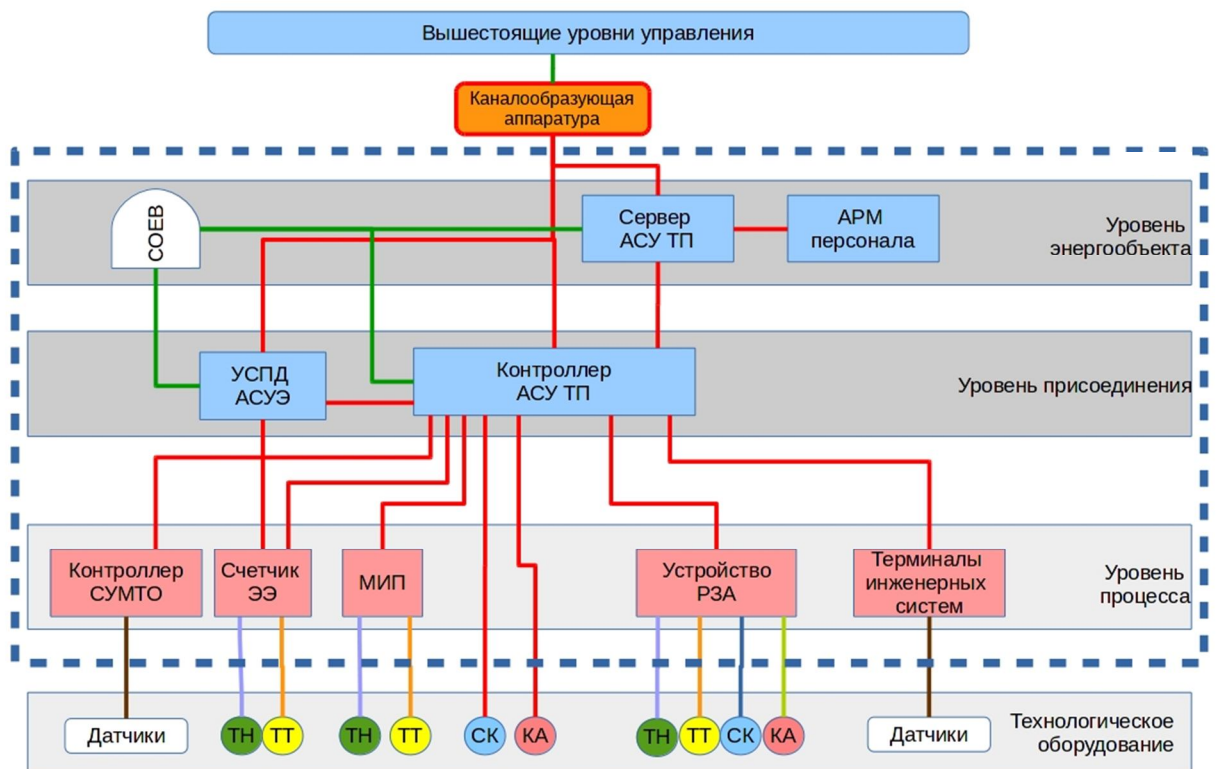 Вышестоящие уровни управления
Каналообразующая
аппаратура
СОЕВ
Сервер
АСУ ТП
АРМ
персонала
Уровень
энергообъекта
УСПД
АСУЭ
Контроллер
АСУ ТП
Уровень присоединения
Контроллер
СУМТО
Счетчик
ЭЭ
МИП
Устройство
РЗА
Терминалы
инженерных
систем
Уровень
процесса
Датчики
ТН
ТТ
ТН
ТТ
СК
КА
ТН
ТТ
СК
КА
Датчики
Технологическое
оборудование